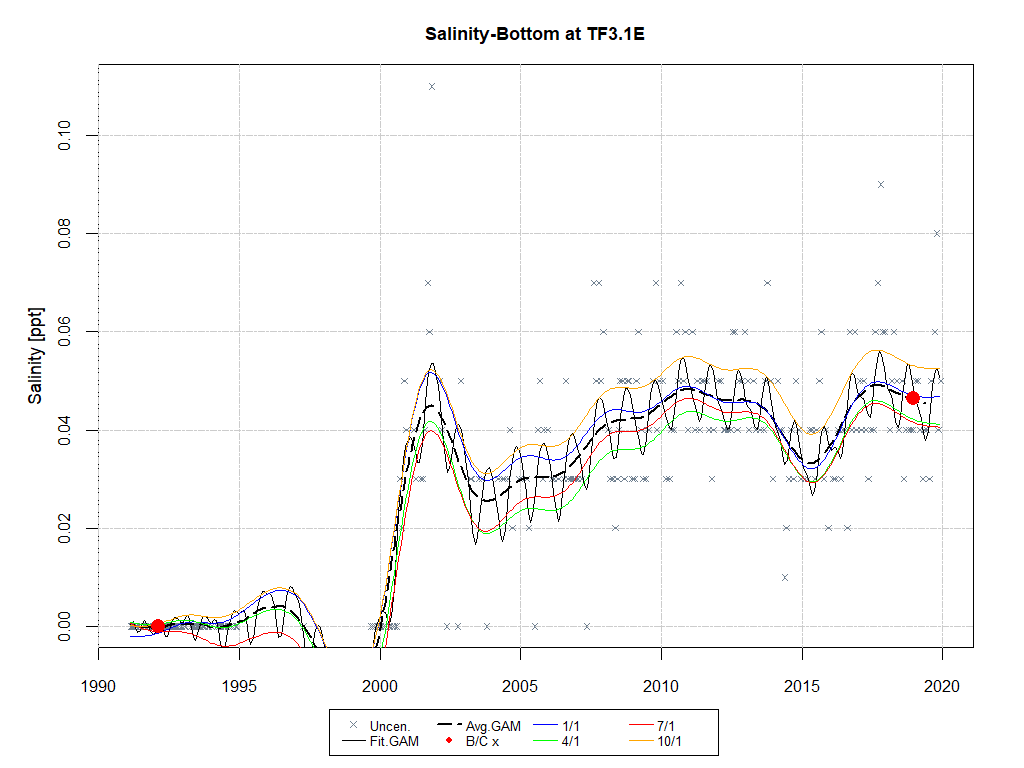 Salinity-Bottom at TF3.1E
Salinity [ppt]
0.10
0.08
0.06
0.04
0.02
0.00
1990 1995 2000 2005 2010 2015 2020
Uncen. Avg.GAM 1/1 7/1
Fit.GAM B/C x 4/1 10/1